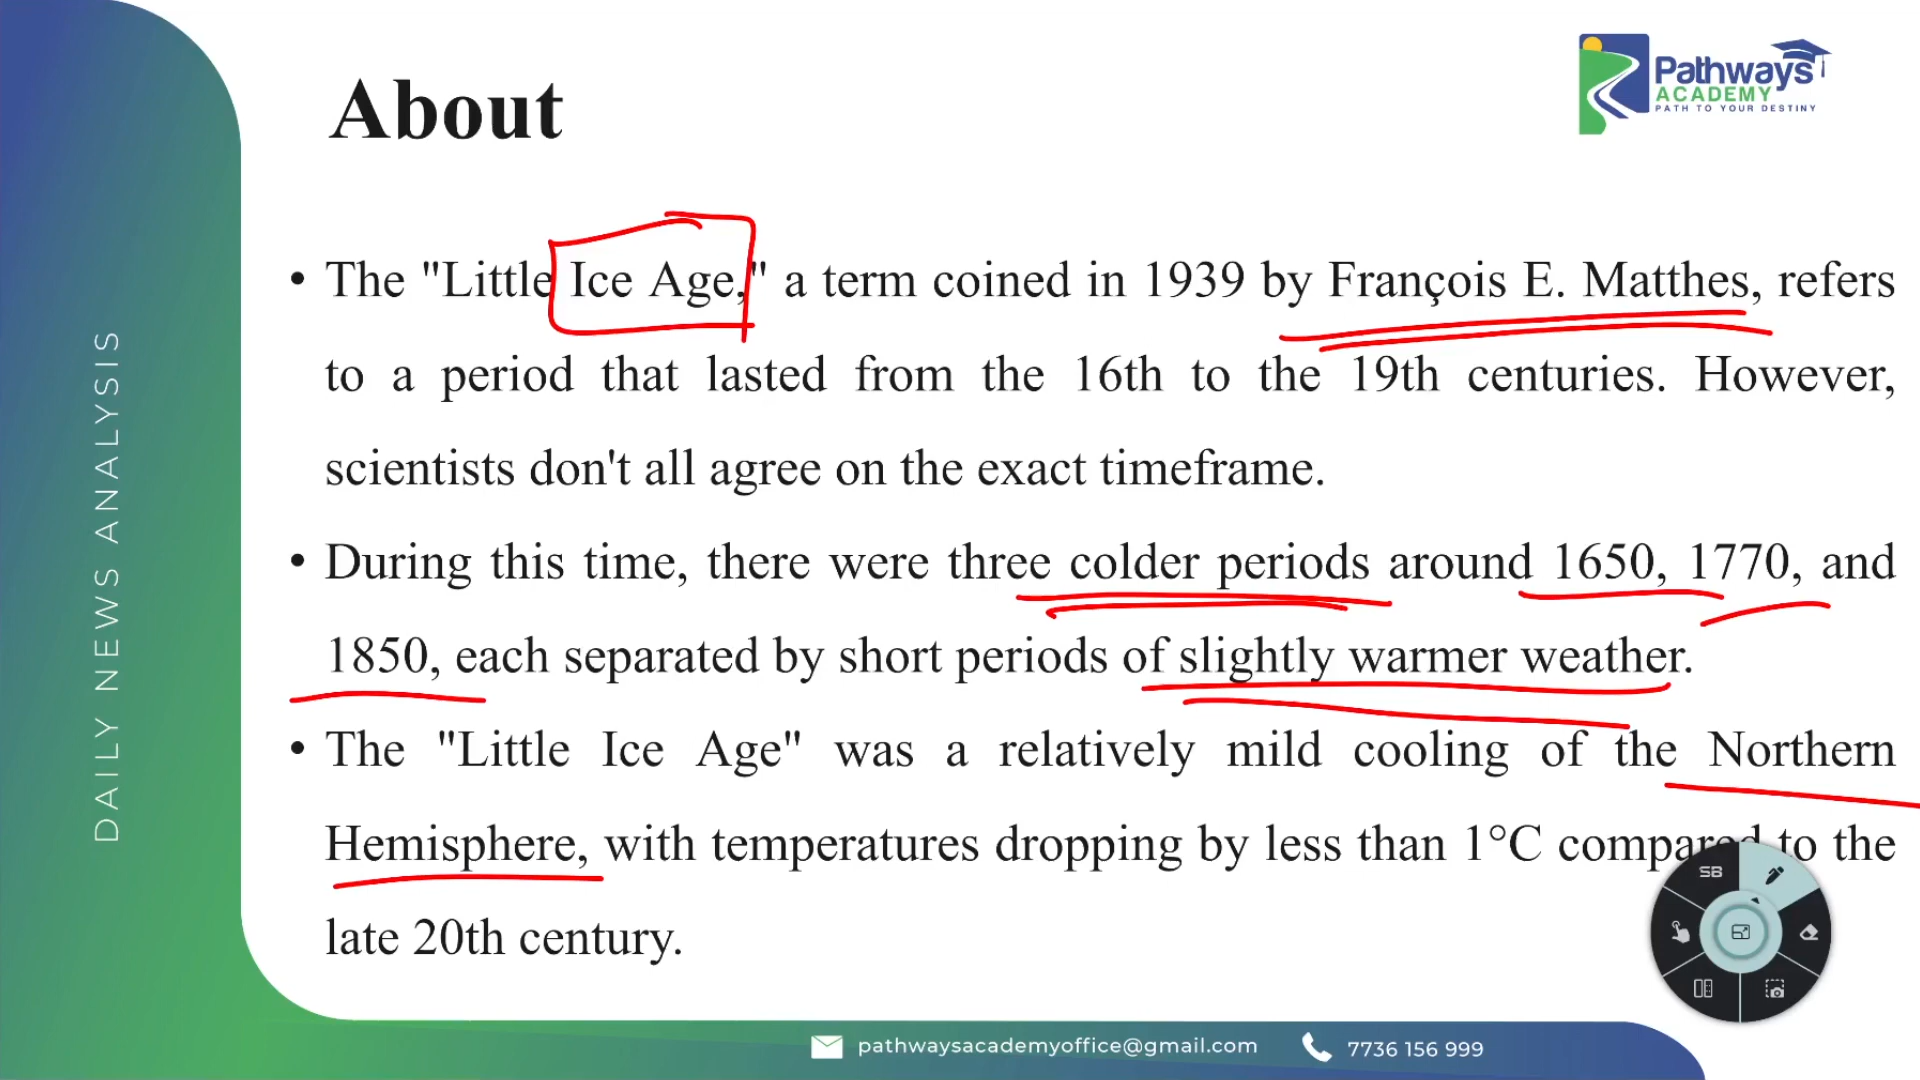 About
Pathways
ACADEMY
PATH TO YOUR DESTINY
• The "Little Ice Age," a term coined in 1939 by François E. Matthes, refers
to a period that lasted from the 16th to the 19th centuries. However,
scientists don't all agree on the exact timeframe.
• During this time, there were three colder periods around 1650, 1770, and
1850, each separated by short periods of slightly warmer weather.
• The "Little Ice Age" was a relatively mild cooling of the Northern
Hemisphere, with temperatures dropping by less than 1°C compared to the
late 20th century.
DAILY NEWS ANALYSIS
SB
pathwaysacademyoffice@gmail.com
7736 156 999